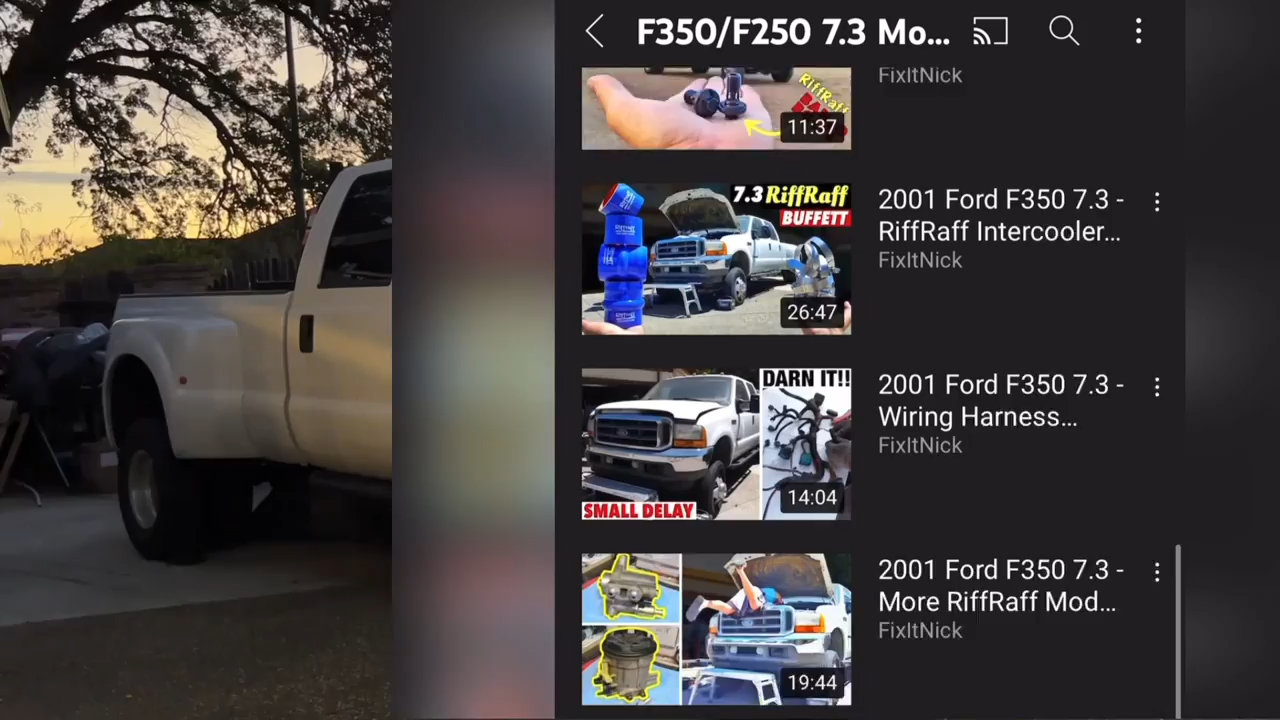 F350/F250 7.3 Mo...
FixItNick
RiffRaff
11:37
7.3 RiffRaff
BUFFETT
26:47
2001 Ford F350 7.3 -
RiffRaff Intercooler...
FixItNick
DARN IT!!
SMALL DELAY
14:04
2001 Ford F350 7.3 -
Wiring Harness...
FixItNick
19:44
2001 Ford F350 7.3 -
More RiffRaff Mod...
FixItNick